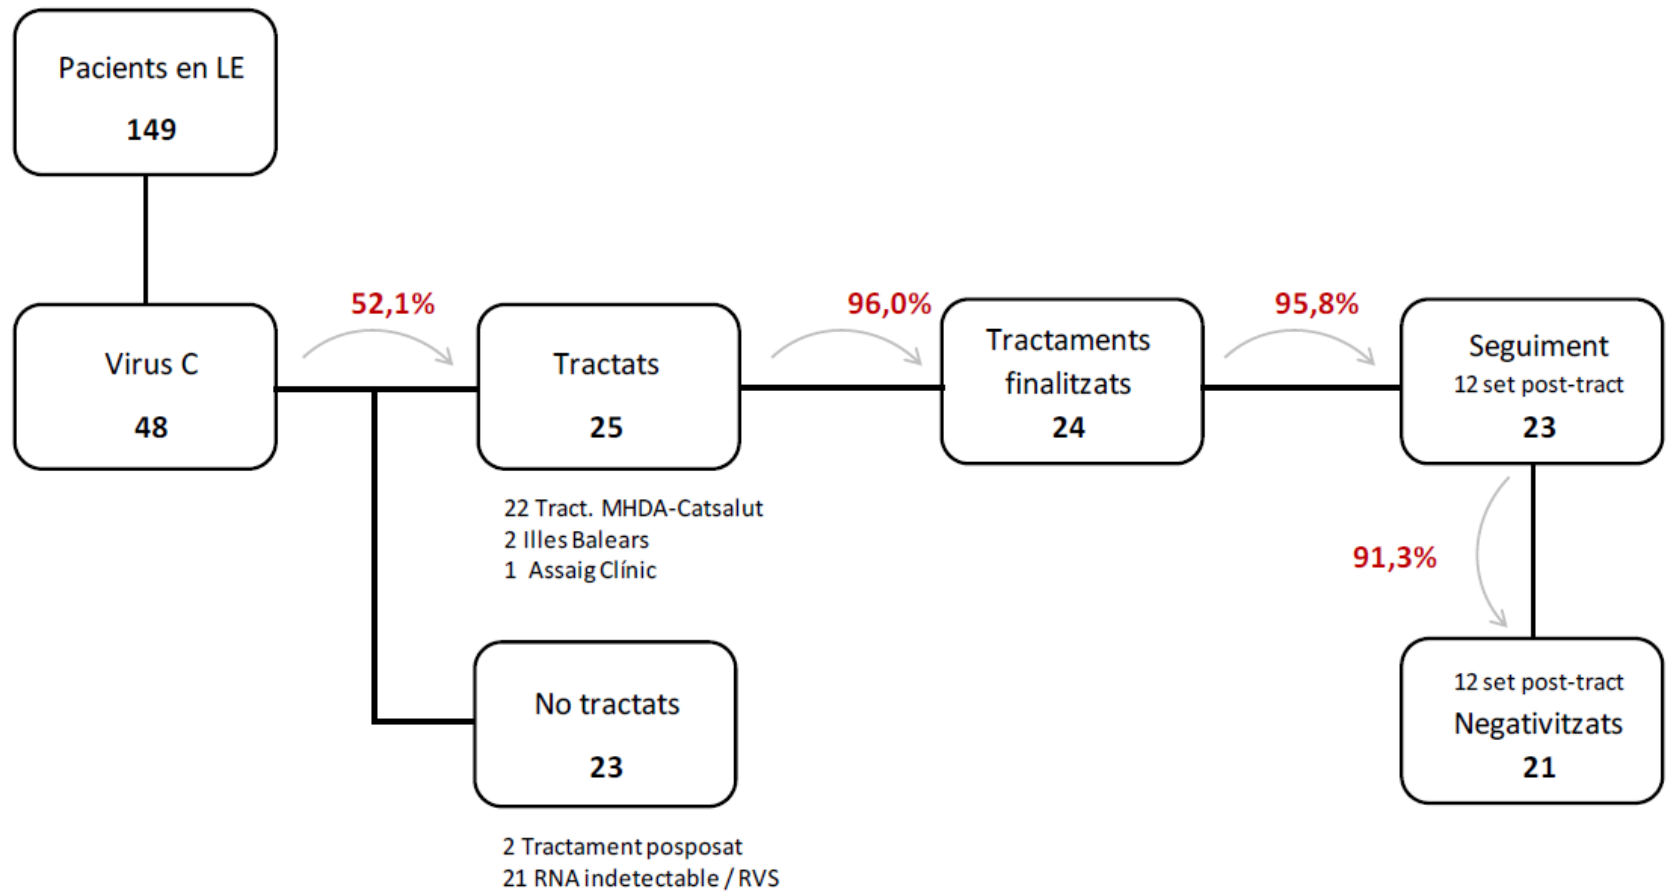 Pacients en LE
149
Virus C
48
52,1%
Tractats
25
22 Tract. MHDA-Catsalut
2 Illes Balears
1 Assaig Clínic
No tractats
23
2 Tractament posposat
21 RNA indetectable / RVS
96,0%
Tractaments
finalitzats
24
95,8%
Seguiment
12 set post-tract
23
91,3%
12 set post-tract
Negativitzats
21